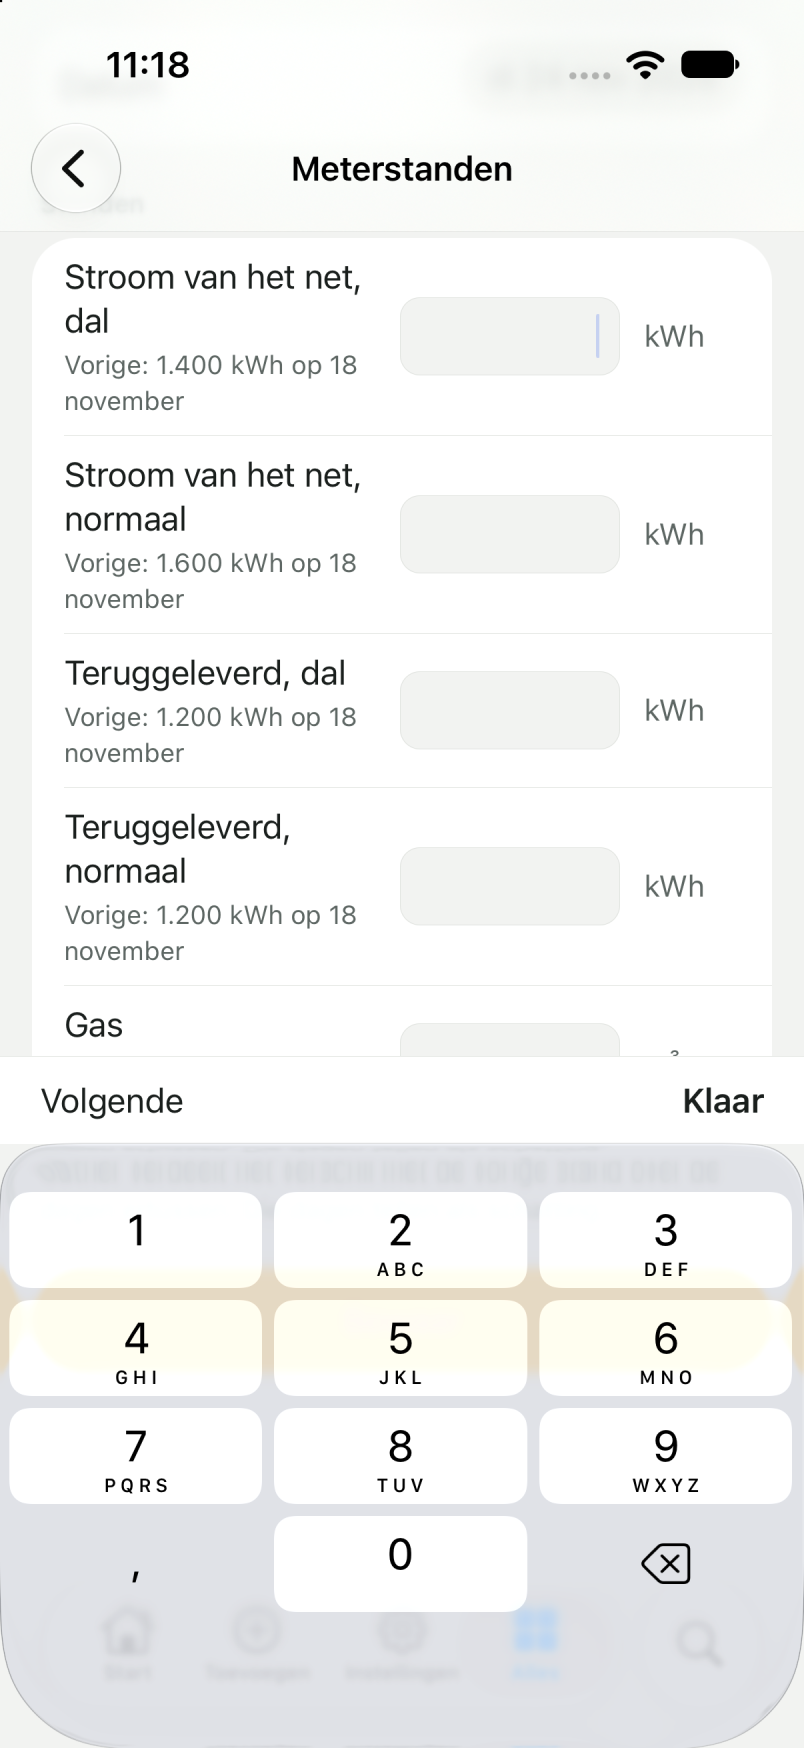 11:18
Meterstanden
Stroom van het net,
dal
Vorige: 1.400 kWh op 18
november
kWh
Stroom van het net,
normaal
Vorige: 1.600 kWh op 18
november
kWh
Teruggeleverd, dal
Vorige: 1.200 kWh op 18
november
kWh
Teruggeleverd,
normaal
Vorige: 1.200 kWh op 18
november
kWh
Gas
Volgende
Klaar
1
2
ABC
3
DEF
4
GHI
5
JKL
6
MNO
7
PQRS
8
TUV
9
WXYZ
,
0
Start
Toevoegen
Instellingen